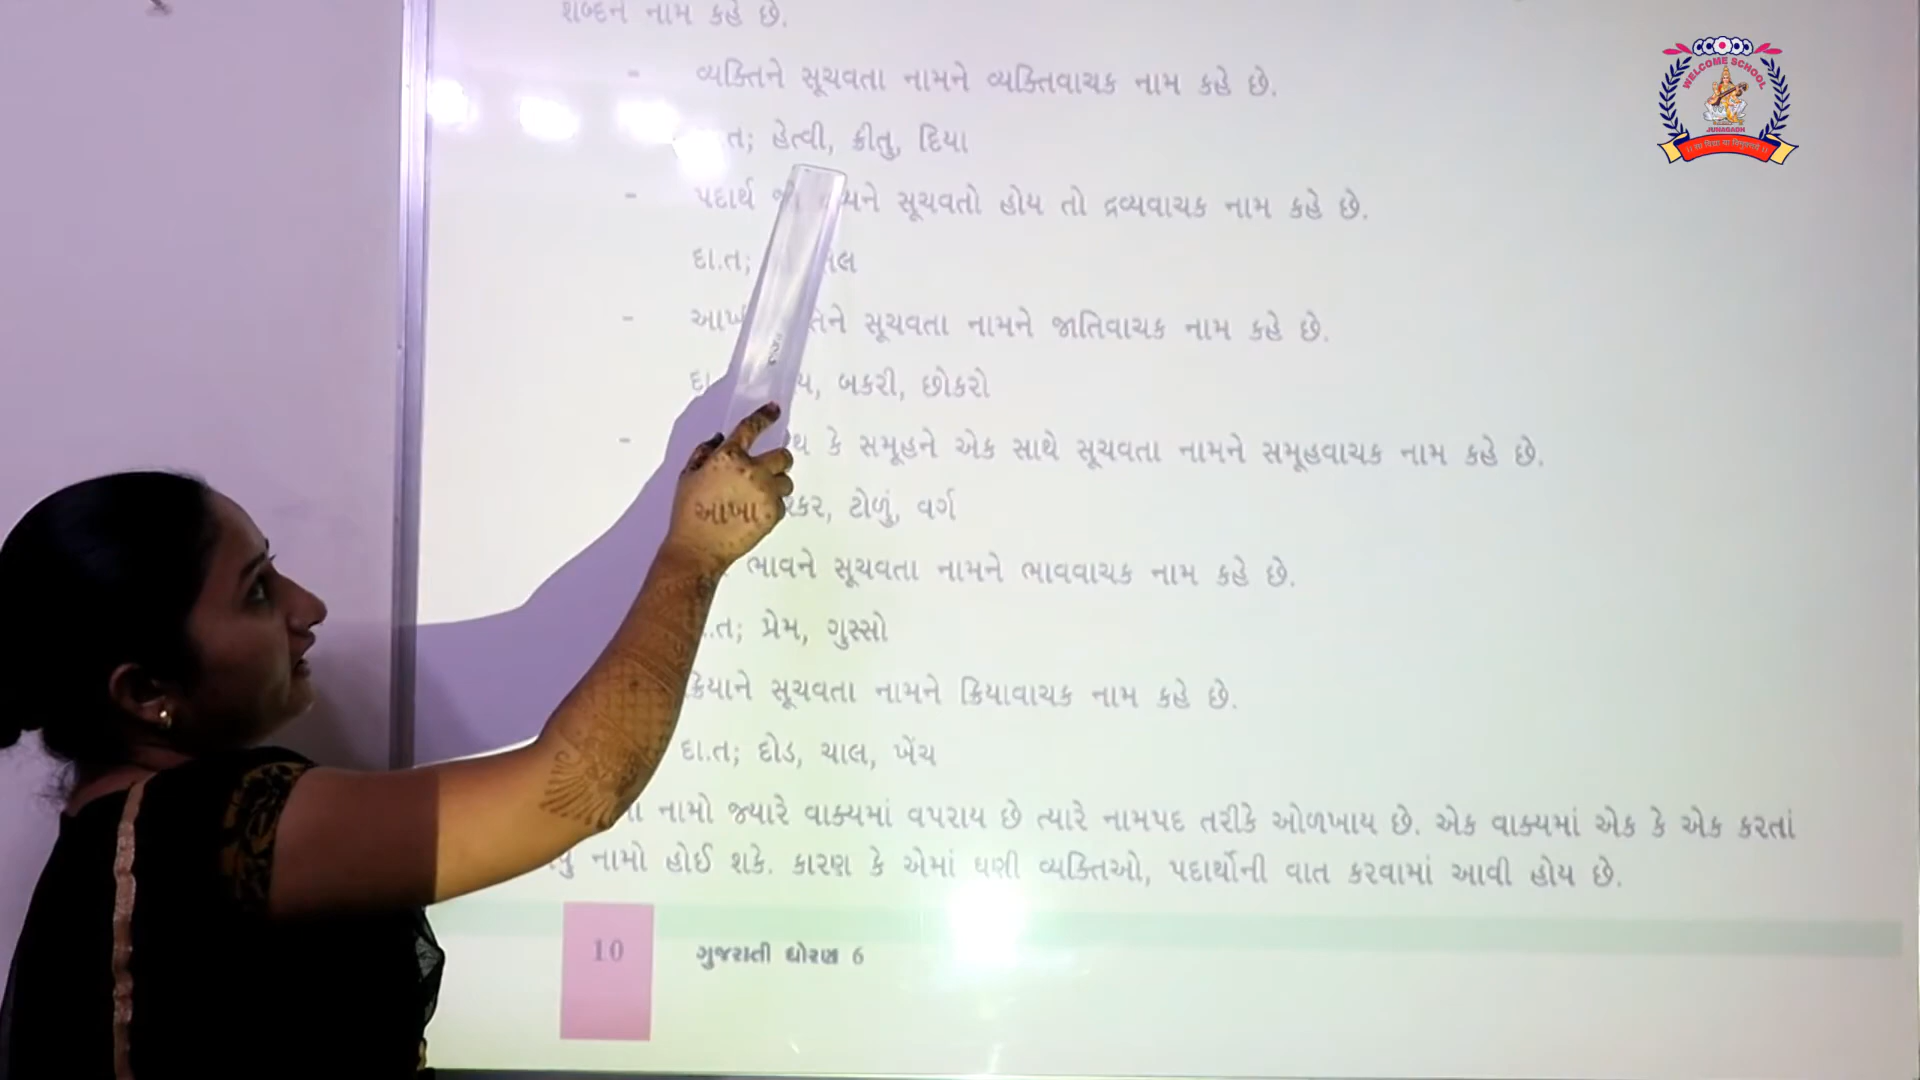 શબ્દને નામ કહે છે.
- વ્યક્તિને સૂચવતા નામને વ્યક્તિવાચક નામ કહે છે.
ત; હેત્વી, ક્રીતુ, દિયા
- પદાર્થ સૂચવતો હોય તો દ્રવ્યવાચક નામ કહે છે.
દા.ત;
- સૂચવતા નામને જાતિવાચક નામ કહે છે.
બકરી, છોકરો
- કે સમૂહને એક સાથે સૂચવતા નામને સમૂહવાચક નામ કહે છે.
ટોળું, વર્ગ
ભાવને સૂચવતા નામને ભાવવાચક નામ કહે છે.
.ત; પ્રેમ, ગુસ્સો
ક્રિયાને સૂચવતા નામને ક્રિયાવાચક નામ કહે છે.
દા.ત; દોડ, ચાલ, ખેંચ
નામો જ્યારે વાક્યમાં વપરાય છે ત્યારે નામપદ તરીકે ઓળખાય છે. એક વાક્યમાં એક કે એક કરતાં
નામો હોઈ શકે. કારણ કે એમાં ઘણી વ્યક્તિઓ, પદાર્થોની વાત કરવામાં આવી હોય છે.
10 ગુજરાતી ધોરણ 6
WELCOME SCHOOL
JUNAGADH
॥ सा विद्या या विमुक्तये ॥